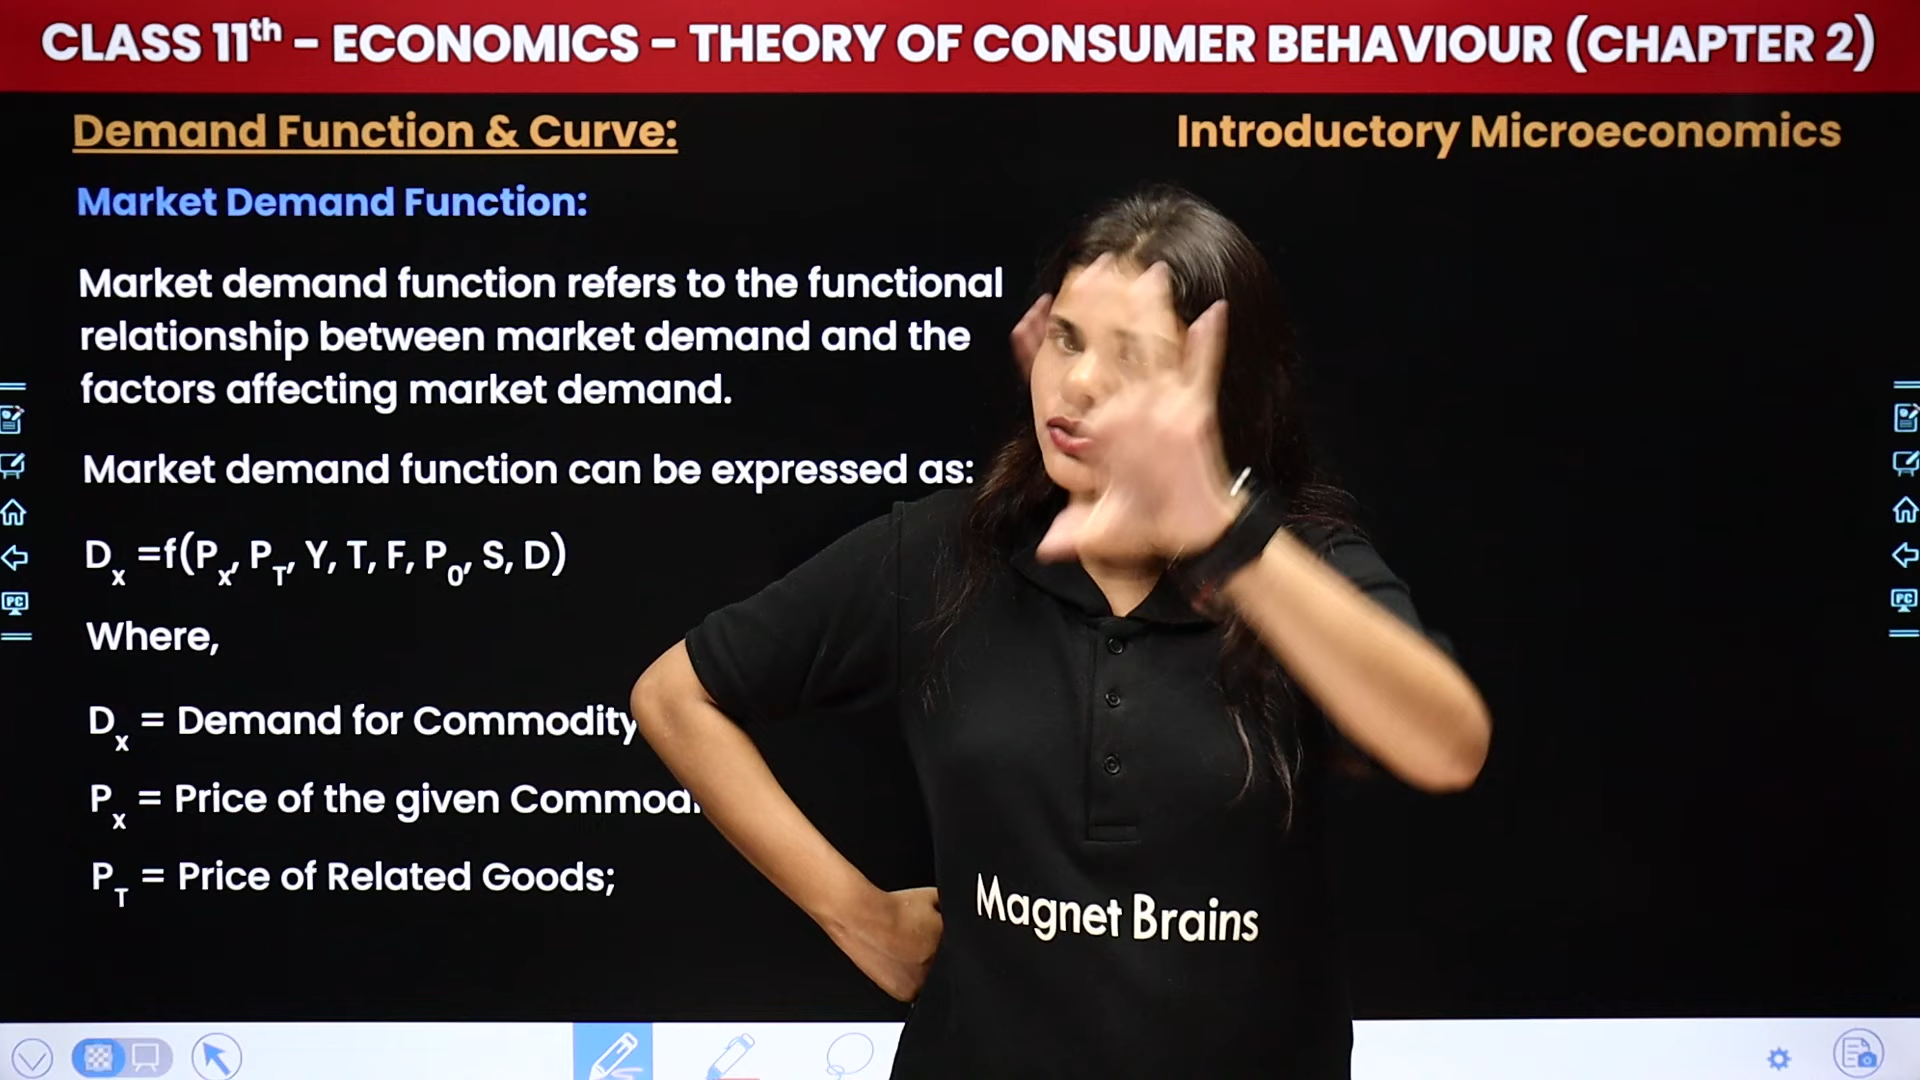 CLASS 11th - ECONOMICS - THEORY OF CONSUMER BEHAVIOUR (CHAPTER 2)
Demand Function & Curve:
Introductory Microeconomics
Market Demand Function:
Market demand function refers to the functional
relationship between market demand and the
factors affecting market demand.
Market demand function can be expressed as:
Dx =f(Px, PT, Y, T, F, P0, S, D)
Where,
Dx = Demand for Commodity
Px = Price of the given
PT = Price of Related Goods;
Magnet Brains
PC
PC